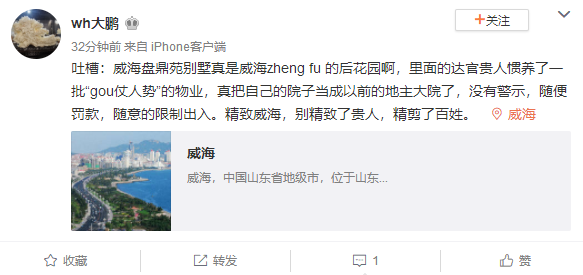 wh大鹏
+关注
32分钟前 来自 iPhone客户端
吐槽：威海盘鼎苑别墅真是威海zheng fu 的后花园啊，里面的达官贵人惯养了一
批“gou仗人势”的物业，真把自己的院子当成以前的地主大院了，没有警示，随便
罚款，随意的限制出入。精致威海，别精致了贵人，精剪了百姓。 威海
威海
威海，中国山东省地级市，位于山东...
收藏 转发 1 赞